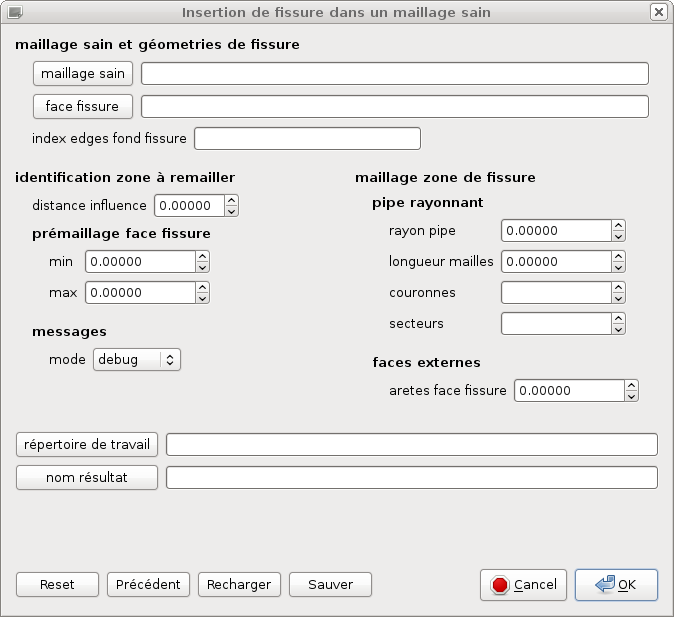 Insertion de fissure dans un maillage sain
maillage sain et géometries de fissure
maillage sain
face fissure
index edges fond fissure
identification zone à remailler
distance influence 0.00000
prémaillage face fissure
min 0.00000
max 0.00000
messages
mode debug
maillage zone de fissure
pipe rayonnant
rayon pipe 0.00000
longueur mailles 0.00000
couronnes
secteurs
faces externes
aretes face fissure 0.00000
répertoire de travail
nom résultat
Reset Précédent Recharger Sauver Cancel OK